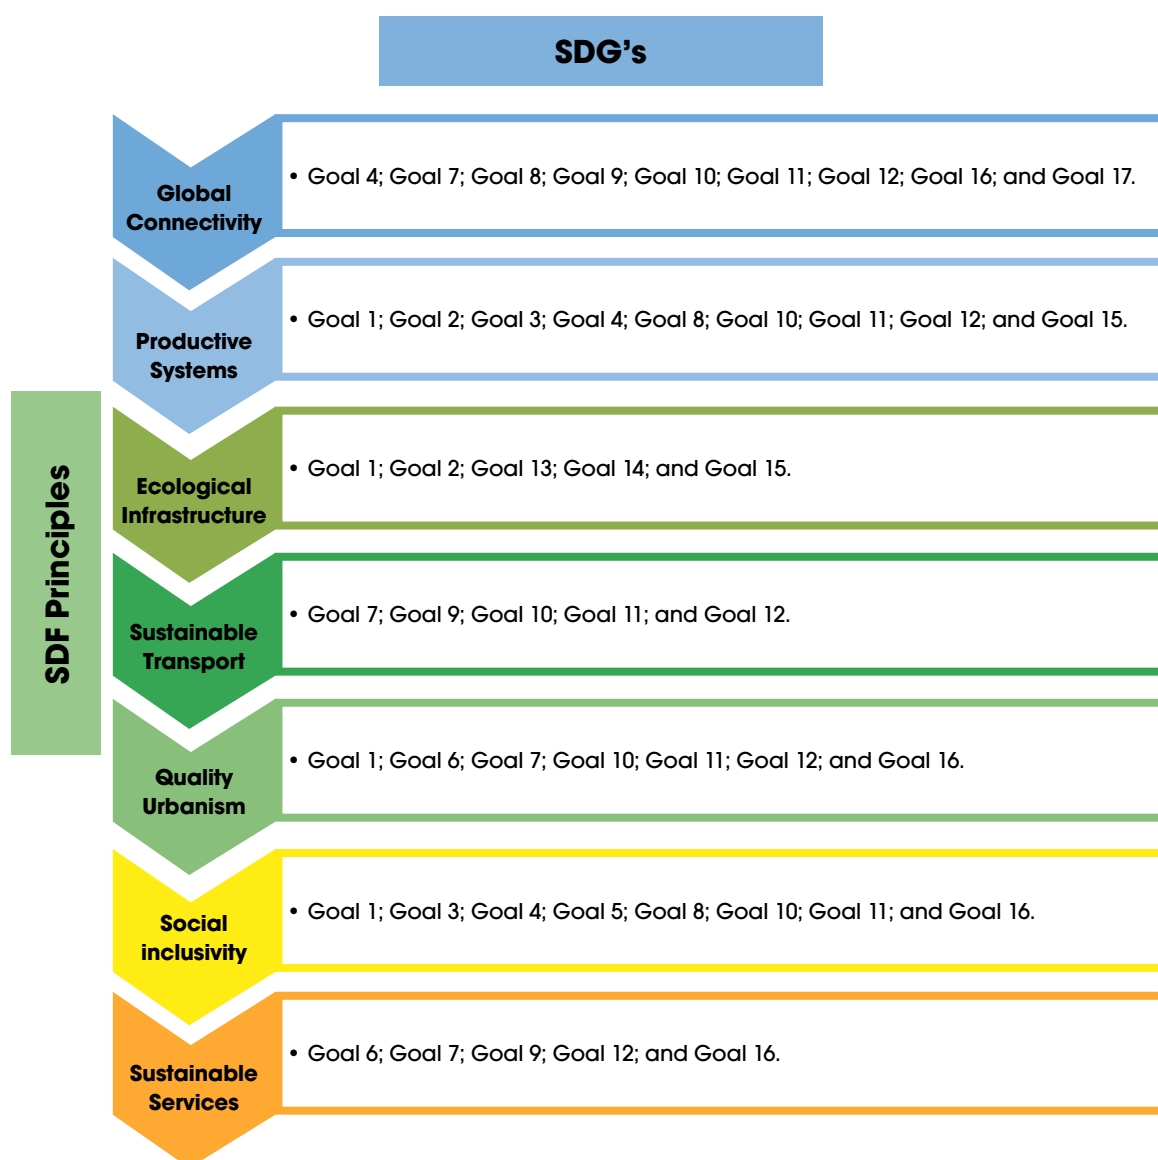 SDG's
SDF Principles
Global
Connectivity
• Goal 4; Goal 7; Goal 8; Goal 9; Goal 10; Goal 11; Goal 12; Goal 16; and Goal 17.
Productive
Systems
• Goal 1; Goal 2; Goal 3; Goal 4; Goal 8; Goal 10; Goal 11; Goal 12; and Goal 15.
Ecological
Infrastructure
• Goal 1; Goal 2; Goal 13; Goal 14; and Goal 15.
Sustainable
Transport
• Goal 7; Goal 9; Goal 10; Goal 11; and Goal 12.
Quality
Urbanism
• Goal 1; Goal 6; Goal 7; Goal 10; Goal 11; Goal 12; and Goal 16.
Social
inclusivity
• Goal 1; Goal 3; Goal 4; Goal 5; Goal 8; Goal 10; Goal 11; and Goal 16.
Sustainable
Services
• Goal 6; Goal 7; Goal 9; Goal 12; and Goal 16.